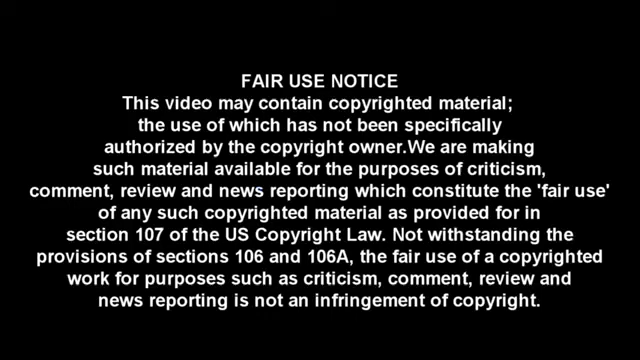 FAIR USE NOTICE
This video may contain copyrighted material;
the use of which has not been specifically
authorized by the copyright owner.We are making
such material available for the purposes of criticism,
comment, review and news reporting which constitute the 'fair use'
of any such copyrighted material as provided for in
section 107 of the US Copyright Law. Not withstanding the
provisions of sections 106 and 106A, the fair use of a copyrighted
work for purposes such as criticism, comment, review and
news reporting is not an infringement of copyright.